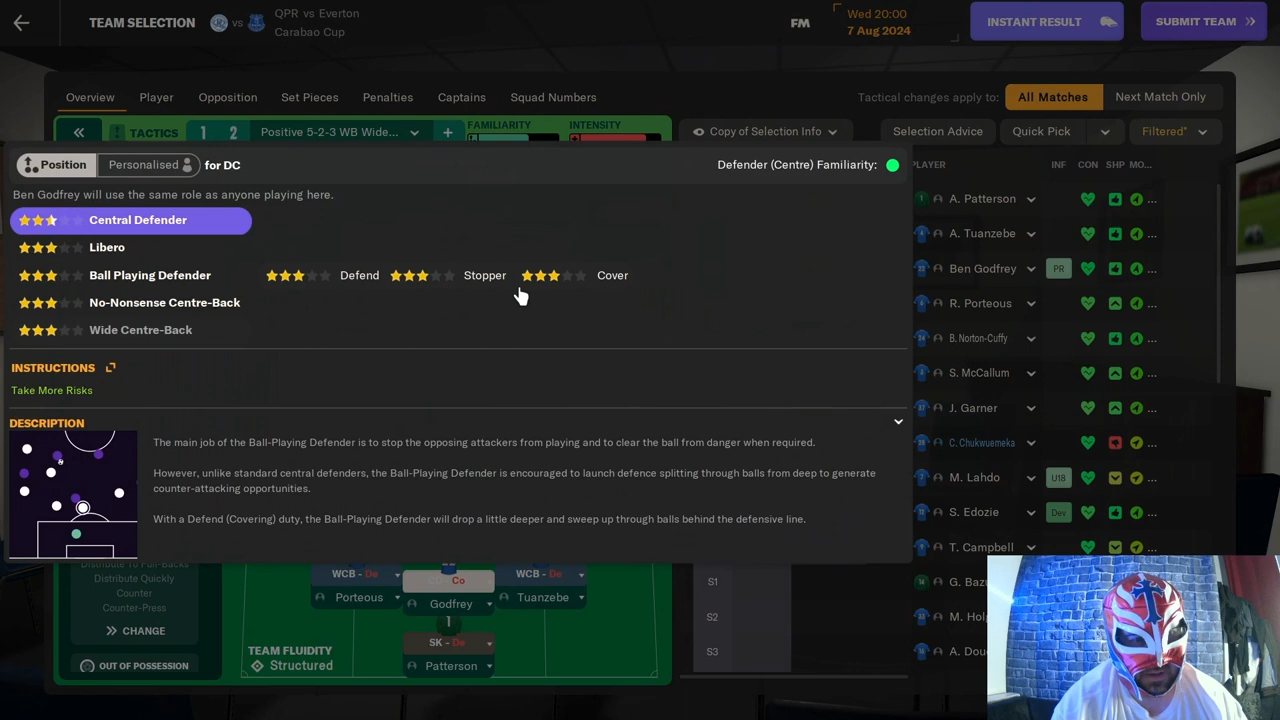 TEAM SELECTION
vs
QPR vs Everton
Carabao Cup
FM
Wed 20:00
7 Aug 2024
INSTANT RESULT
SUBMIT TEAM
Overview
Player
Opposition
Set Pieces
Penalties
Captains
Squad Numbers
Tactical changes apply to:
All Matches
Next Match Only
TACTICS
1
2
Positive 5-2-3 WB Wide...
+
FAMILIARITY
INTENSITY
Copy of Selection Info
Selection Advice
Quick Pick
Filtered*
Position
Personalised
for DC
Defender (Centre) Familiarity:
Ben Godfrey will use the same role as anyone playing here.
Central Defender
Libero
Ball Playing Defender
Defend
Stopper
Cover
No-Nonsense Centre-Back
Wide Centre-Back
INSTRUCTIONS
Take More Risks
DESCRIPTION
The main job of the Ball-Playing Defender is to stop the opposing attackers from playing and to clear the ball from danger when required.
However, unlike standard central defenders, the Ball-Playing Defender is encouraged to launch defence splitting through balls from deep to generate
counter-attacking opportunities.
With a Defend (Covering) duty, the Ball-Playing Defender will drop a little deeper and sweep up through balls behind the defensive line.
PLAYER
INF
CON
SHP
MO...
A. Patterson
...
A. Tuanzebe
...
Ben Godfrey
PR
...
R. Porteous
...
B. Norton-Cuffy
...
S. McCallum
...
J. Garner
...
C. Chukwuemeka
...
M. Lahdo
U18
...
S. Edozie
Dev
...
T. Campbell
...
G. Bazu
M. Holg
A. Dou
Distribute To Full-Backs
Distribute Quickly
Counter
Counter-Press
CHANGE
OUT OF POSSESSION
WCB - De
Porteous
Co
Godfrey
WCB - De
Tuanzebe
1
SK - De
Patterson
TEAM FLUIDITY
Structured
S1
S2
S3